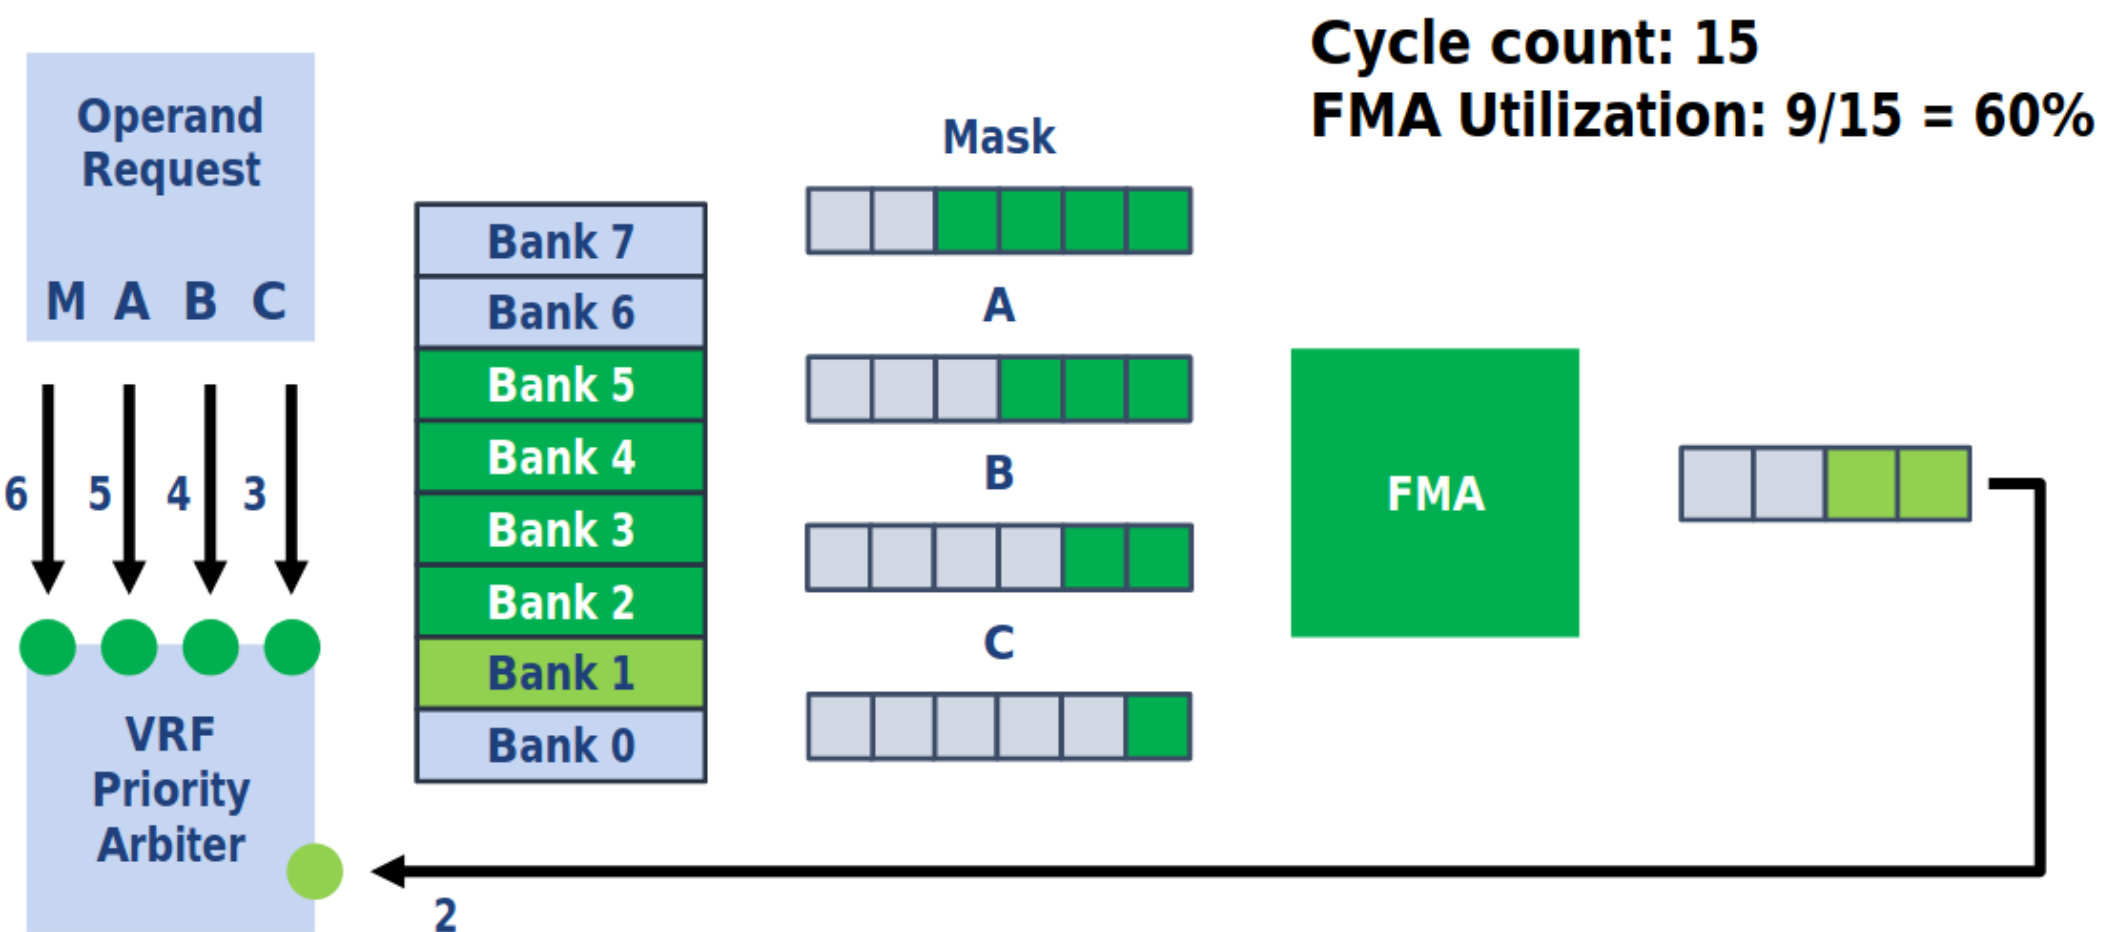 Cycle count: 15
FMA Utilization: 9/15 = 60%
Operand
Request
M A B C
6 5 4 3
VRF
Priority
Arbiter
2
Bank 7
Bank 6
Bank 5
Bank 4
Bank 3
Bank 2
Bank 1
Bank 0
Mask
A
B
C
FMA